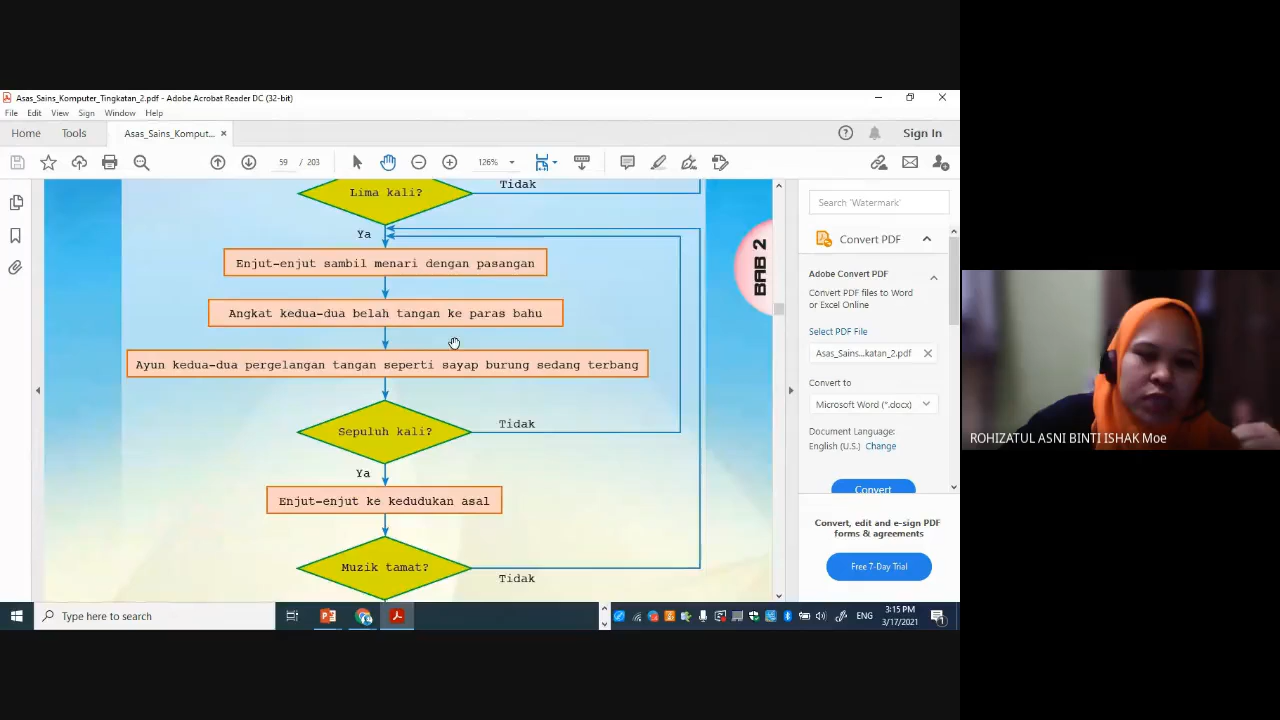 Asas_Sains_Komputer_Tingkatan_2.pdf - Adobe Acrobat Reader DC (32-bit)
File Edit View Sign Window Help
Home Tools Asas_Sains_Komput... × Sign In
59 / 203 126%
Lima kali?
Tidak
Ya
Enjut-enjut sambil menari dengan pasangan
Angkat kedua-dua belah tangan ke paras bahu
Ayun kedua-dua pergelangan tangan seperti sayap burung sedang terbang
Sepuluh kali?
Tidak
Ya
Enjut-enjut ke kedudukan asal
Muzik tamat?
Tidak
BAB 2
Search 'Watermark'
Convert PDF
Adobe Convert PDF
Convert PDF files to Word
or Excel Online
Select PDF File
Asas_Sains...katan_2.pdf
Convert to
Microsoft Word (*.docx)
Document Language:
English (U.S.) Change
Convert
Convert, edit and e-sign PDF
forms & agreements
Free 7-Day Trial
ROHIZATUL ASNI BINTI ISHAK Moe
Type here to search
ENG
3:15 PM
3/17/2021